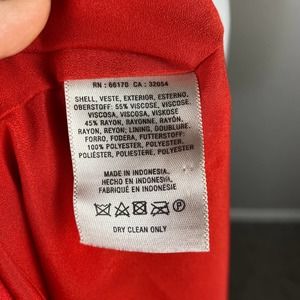 RN : 66170 CA : 32054
SHELL, VESTE, EXTERIOR, ESTERNO,
OBERSTOFF: 55% VISCOSE, VISCOSE,
VISCOSA, VISCOSA, VISKOSE
45% RAYON, RAYONNE, RAYÓN,
RAYON, REYON; LINING, DOUBLURE,
FORRO, FODERA, FUTTERSTOFF:
100% POLYESTER, POLYESTER,
POLIÉSTER, POLIESTERE, POLYESTER
MADE IN INDONESIA,
HECHO EN INDONESIA,
FABRIQUÉ EN INDONÉSIE
P
DRY CLEAN ONLY